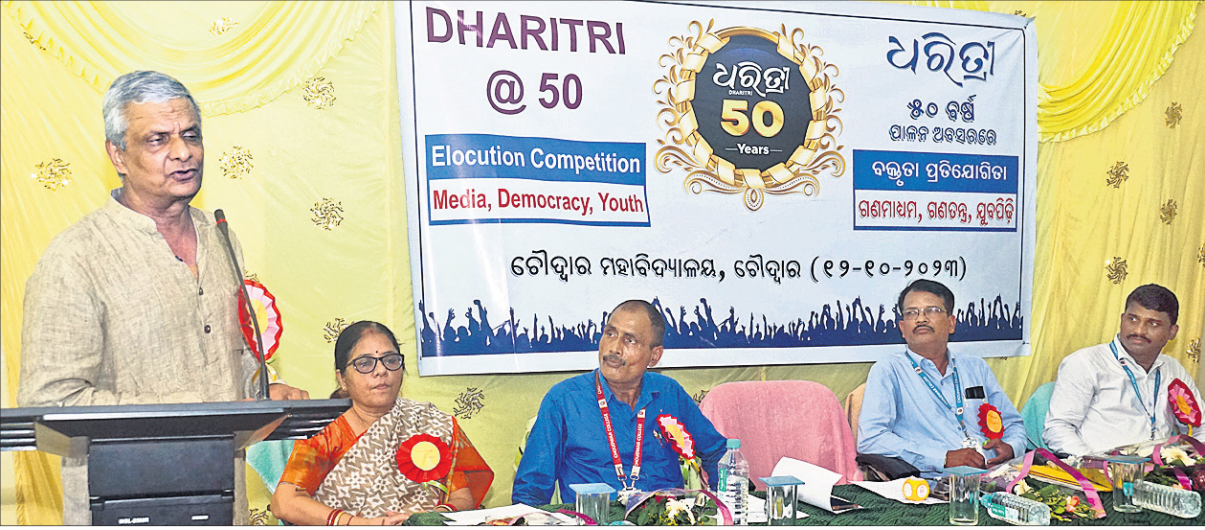 DHARITRI
@ 50
Elocution Competition
Media, Democracy, Youth
ଧରିତ୍ରୀ
DHARITRI
50
Years
ଧରିତ୍ରୀ
୫୦ ବର୍ଷ
ପାଳନ ଅବସରରେ
ବକ୍ତୃତା ପ୍ରତିଯୋଗିତା
ଗଣମାଧ୍ୟମ, ଗଣତନ୍ତ୍ର, ଯୁବପିଢ଼ି
ଚୌଦ୍ୱାର ମହାବିଦ୍ୟାଳୟ, ଚୌଦ୍ୱାର (୧୨-୧୦-୨୦୨୩)